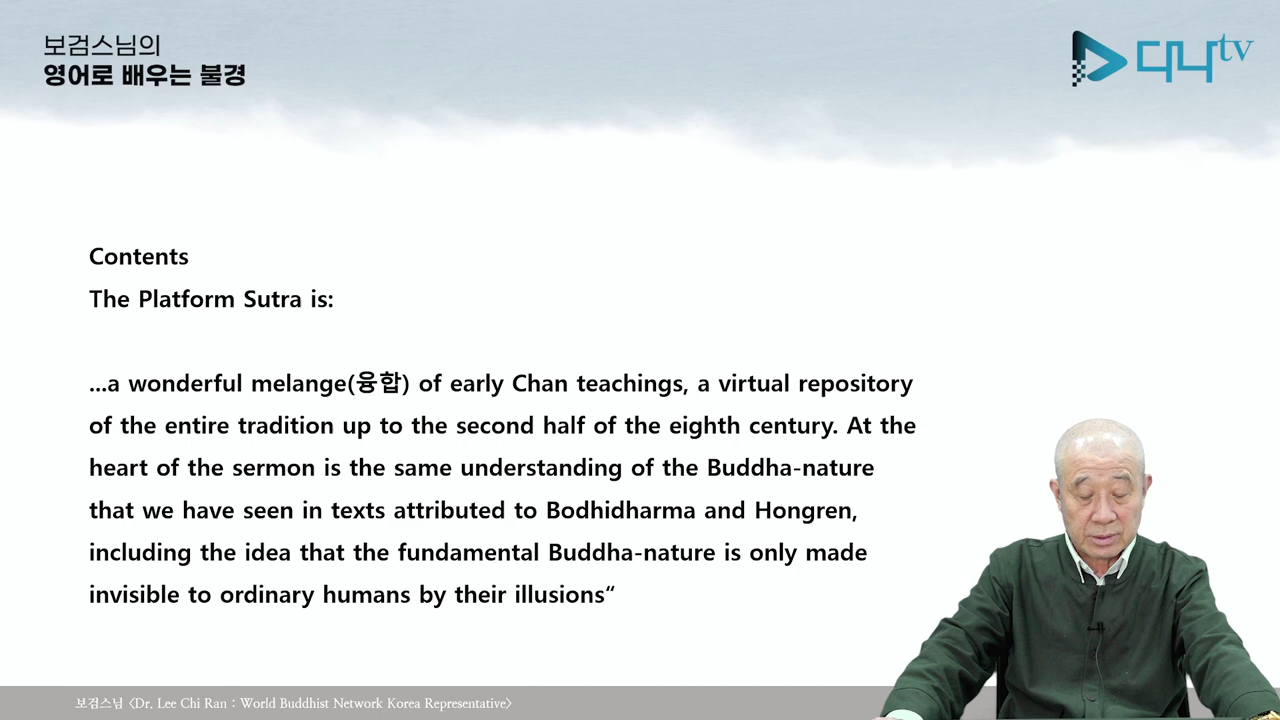 보검스님의
영어로 배우는 불경
다나tv
Contents
The Platform Sutra is:
...a wonderful melange(융합) of early Chan teachings, a virtual repository
of the entire tradition up to the second half of the eighth century. At the
heart of the sermon is the same understanding of the Buddha-nature
that we have seen in texts attributed to Bodhidharma and Hongren,
including the idea that the fundamental Buddha-nature is only made
invisible to ordinary humans by their illusions“
보검스님 <Dr. Lee Chi Ran : World Buddhist Network Korea Representative>